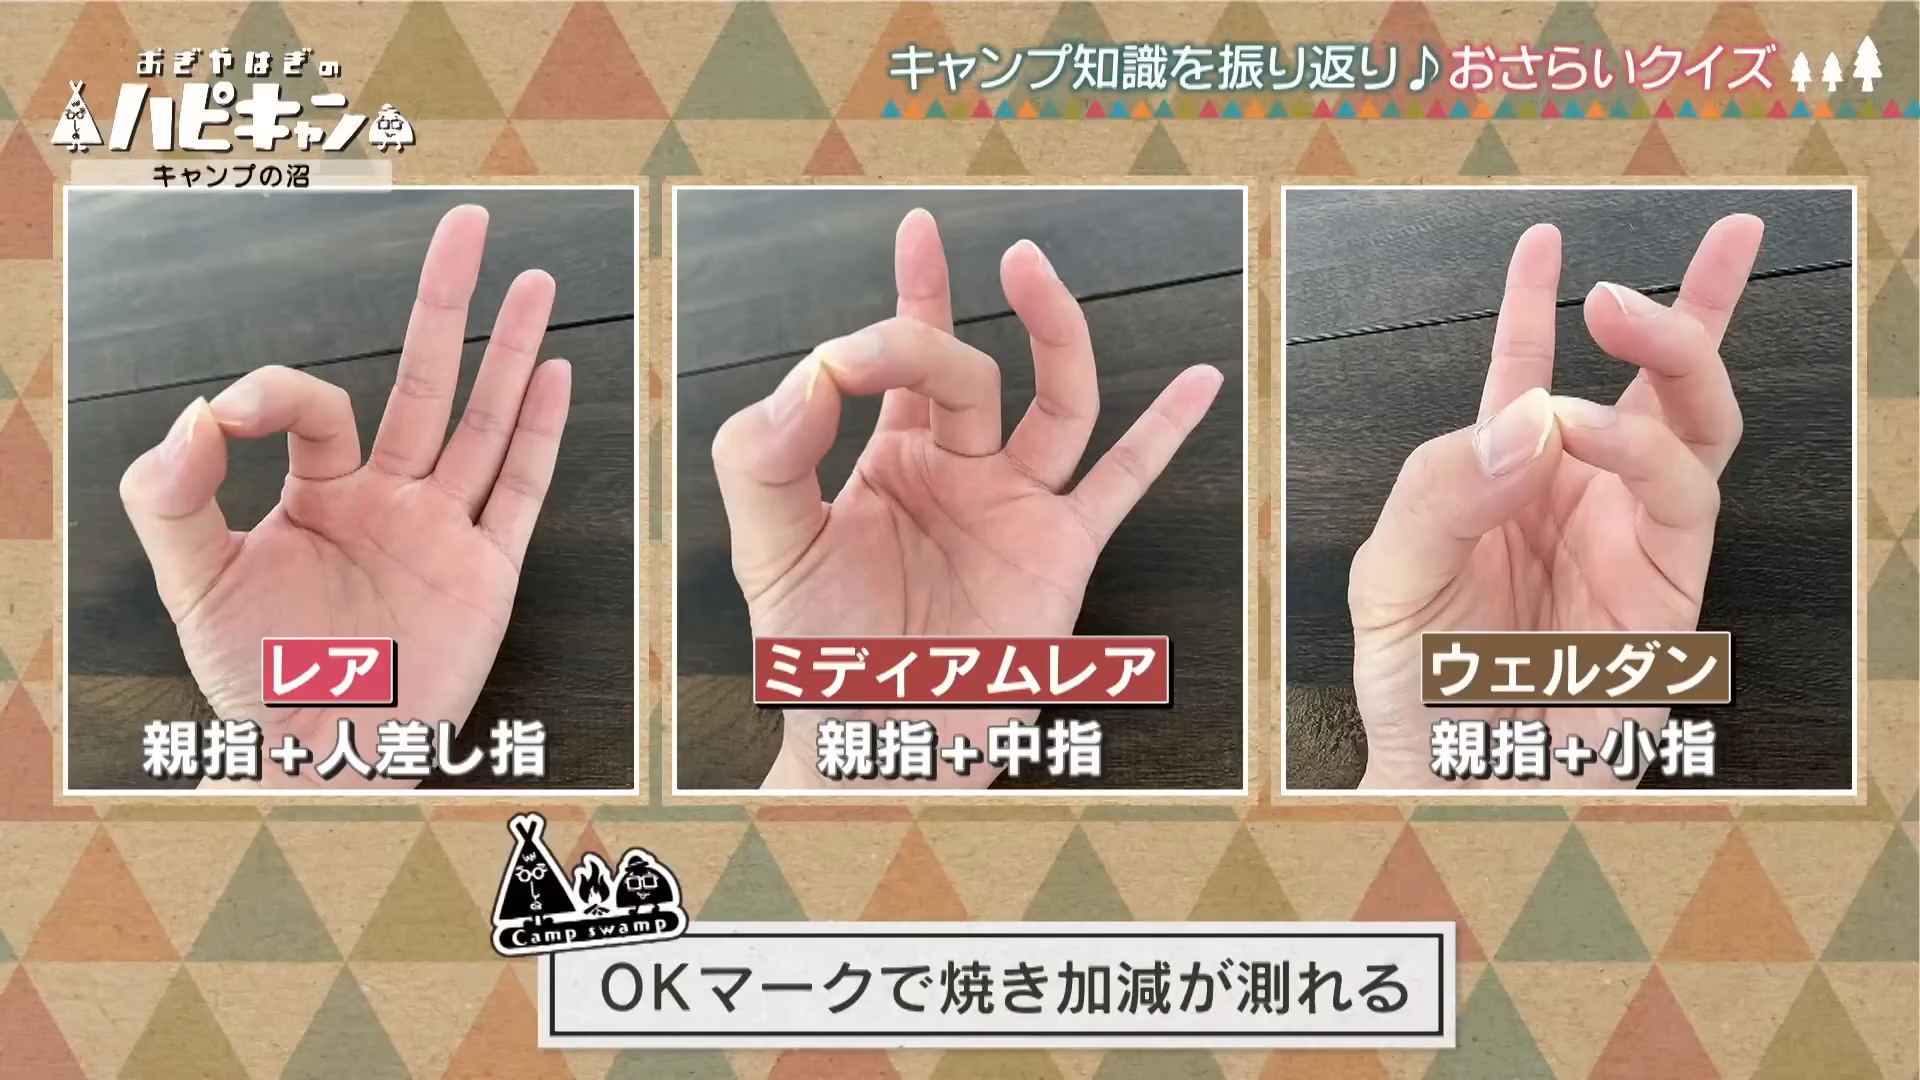 おぎやはぎの
ハピキャン
キャンプの沼
キャンプ知識を振り返り♪おさらいクイズ
レア
親指+人差し指
ミディアムレア
親指+中指
ウェルダン
親指+小指
Camp swamp
OKマークで焼き加減が測れる